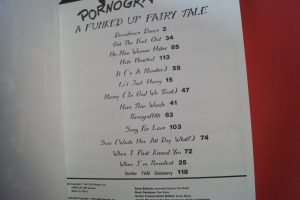 PORNOGRA
A FUNKED UP FAIRY TALE
Decadence Dance 2
Get The Funk Out 34
He-Man Woman Hater 85
Hole Hearted 113
It ('s A Monster) 55
Li'l Jack Horny 15
Money (In God We Trust) 47
More Than Words 41
Pornograffitti 63
Song For Love 103
Suzi (Wants Her All Day What?) 74
When I First Kissed You 72
When I'm President 25
Guitar TAB Glossary 118